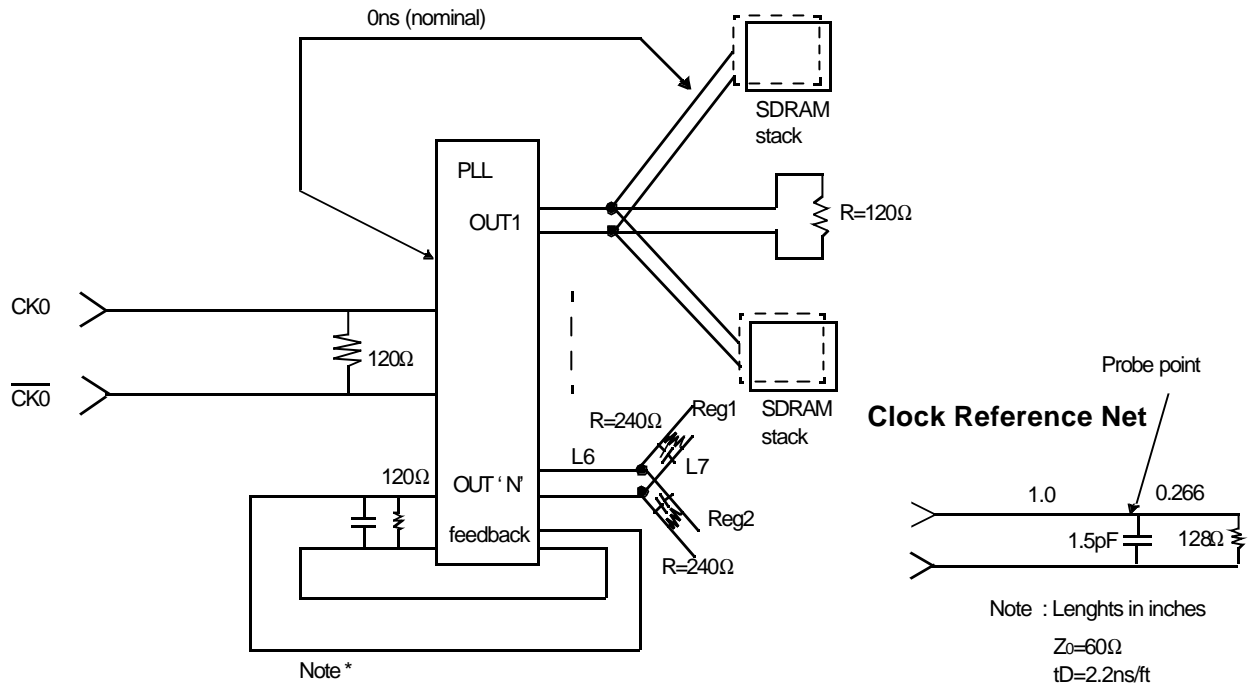 0ns (nominal)
SDRAM
stack
PLL
OUT1
R=120Ω
CK0
120Ω
CK0
SDRAM
stack
Probe point
Clock Reference Net
Reg1
R=240Ω
L6
L7
120Ω
OUT ‘ N’
Reg2
feedback
R=240Ω
1.0
0.266
1.5pF
128Ω
Note : Lenghts in inches
Z0=60Ω
tD=2.2ns/ft
Note *